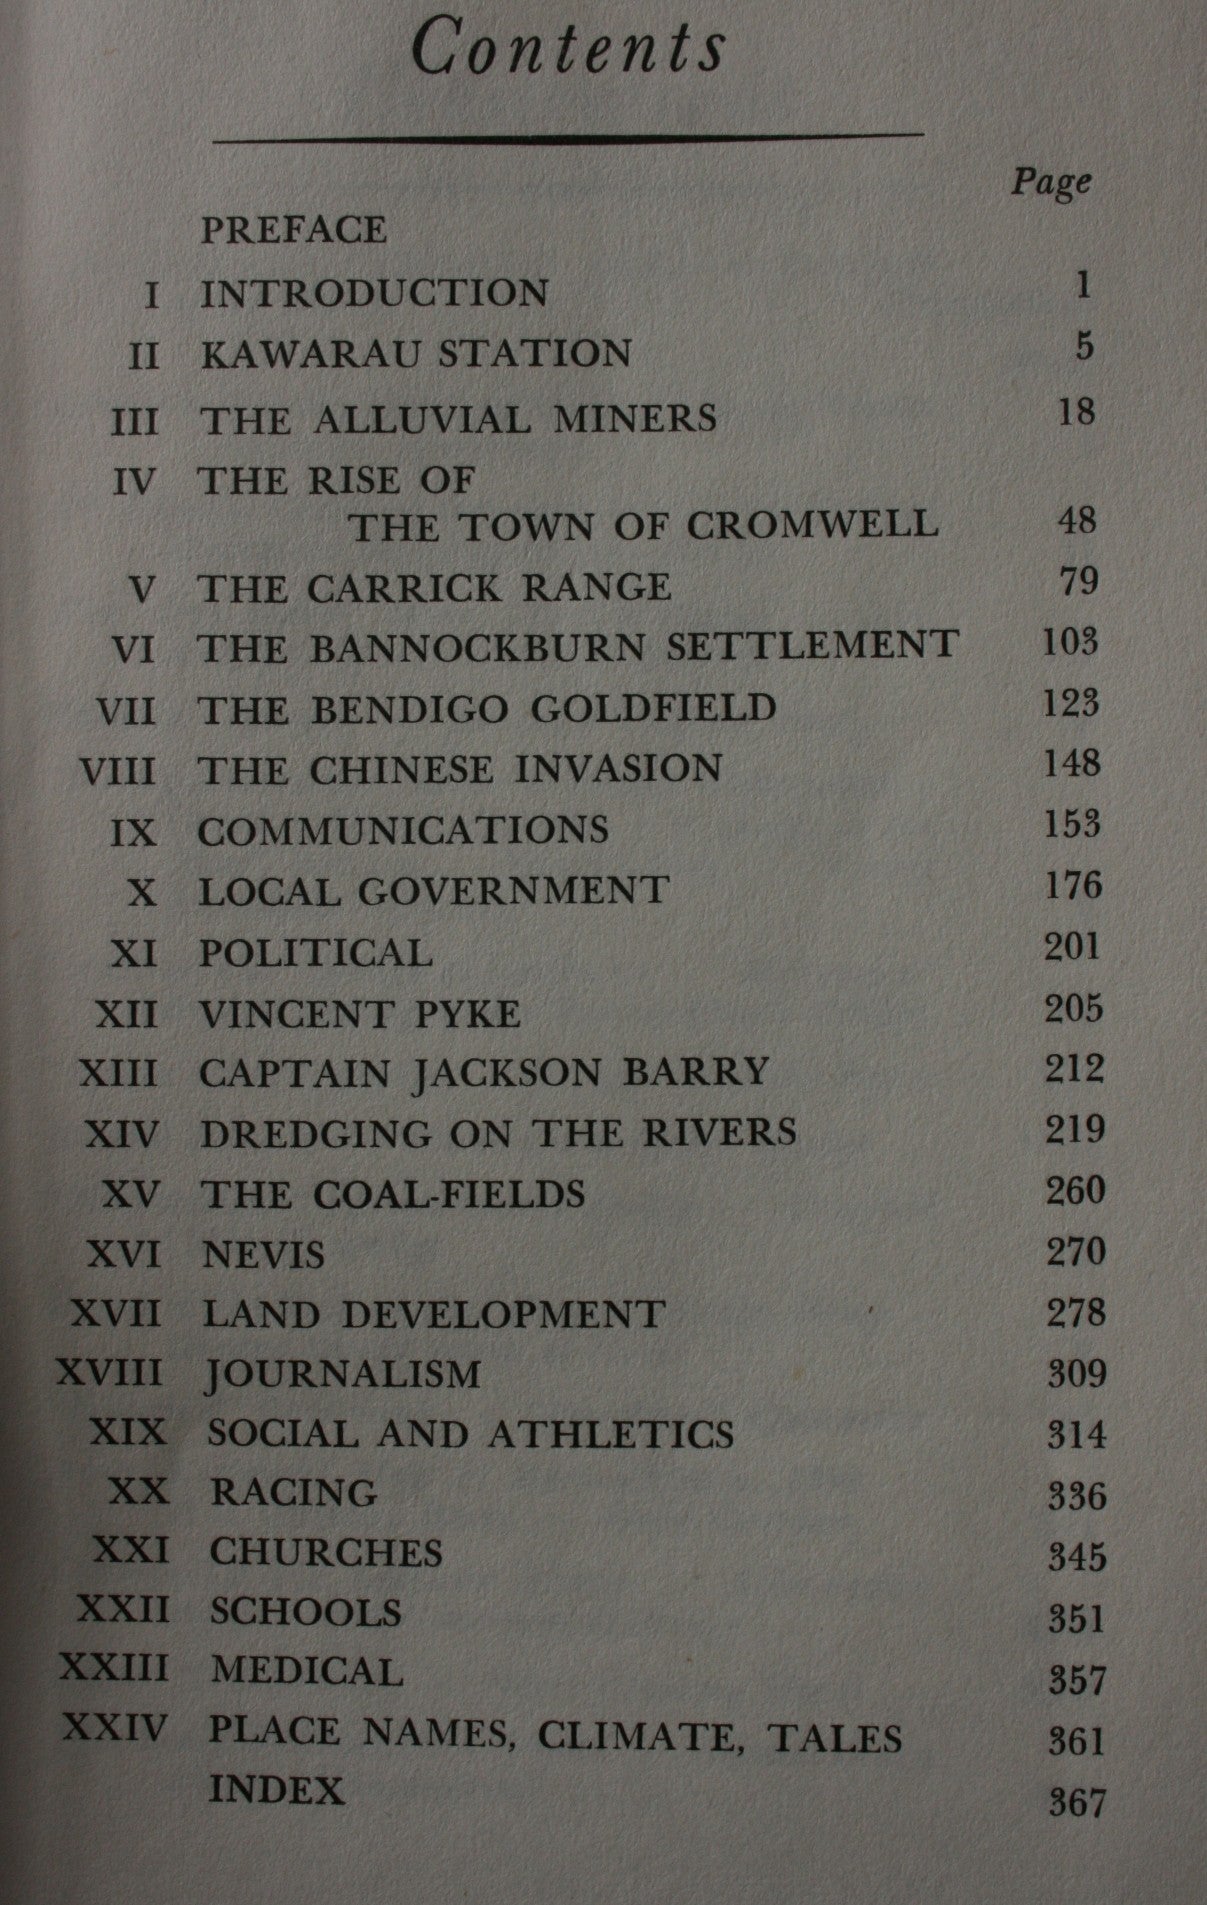 Contents
Page
PREFACE
I INTRODUCTION 1
II KAWARAU STATION 5
III THE ALLUVIAL MINERS 18
IV THE RISE OF
THE TOWN OF CROMWELL 48
V THE CARRICK RANGE 79
VI THE BANNOCKBURN SETTLEMENT 103
VII THE BENDIGO GOLDFIELD 123
VIII THE CHINESE INVASION 148
IX COMMUNICATIONS 153
X LOCAL GOVERNMENT 176
XI POLITICAL 201
XII VINCENT PYKE 205
XIII CAPTAIN JACKSON BARRY 212
XIV DREDGING ON THE RIVERS 219
XV THE COAL-FIELDS 260
XVI NEVIS 270
XVII LAND DEVELOPMENT 278
XVIII JOURNALISM 309
XIX SOCIAL AND ATHLETICS 314
XX RACING 336
XXI CHURCHES 345
XXII SCHOOLS 351
XXIII MEDICAL 357
XXIV PLACE NAMES, CLIMATE, TALES 361
INDEX 367